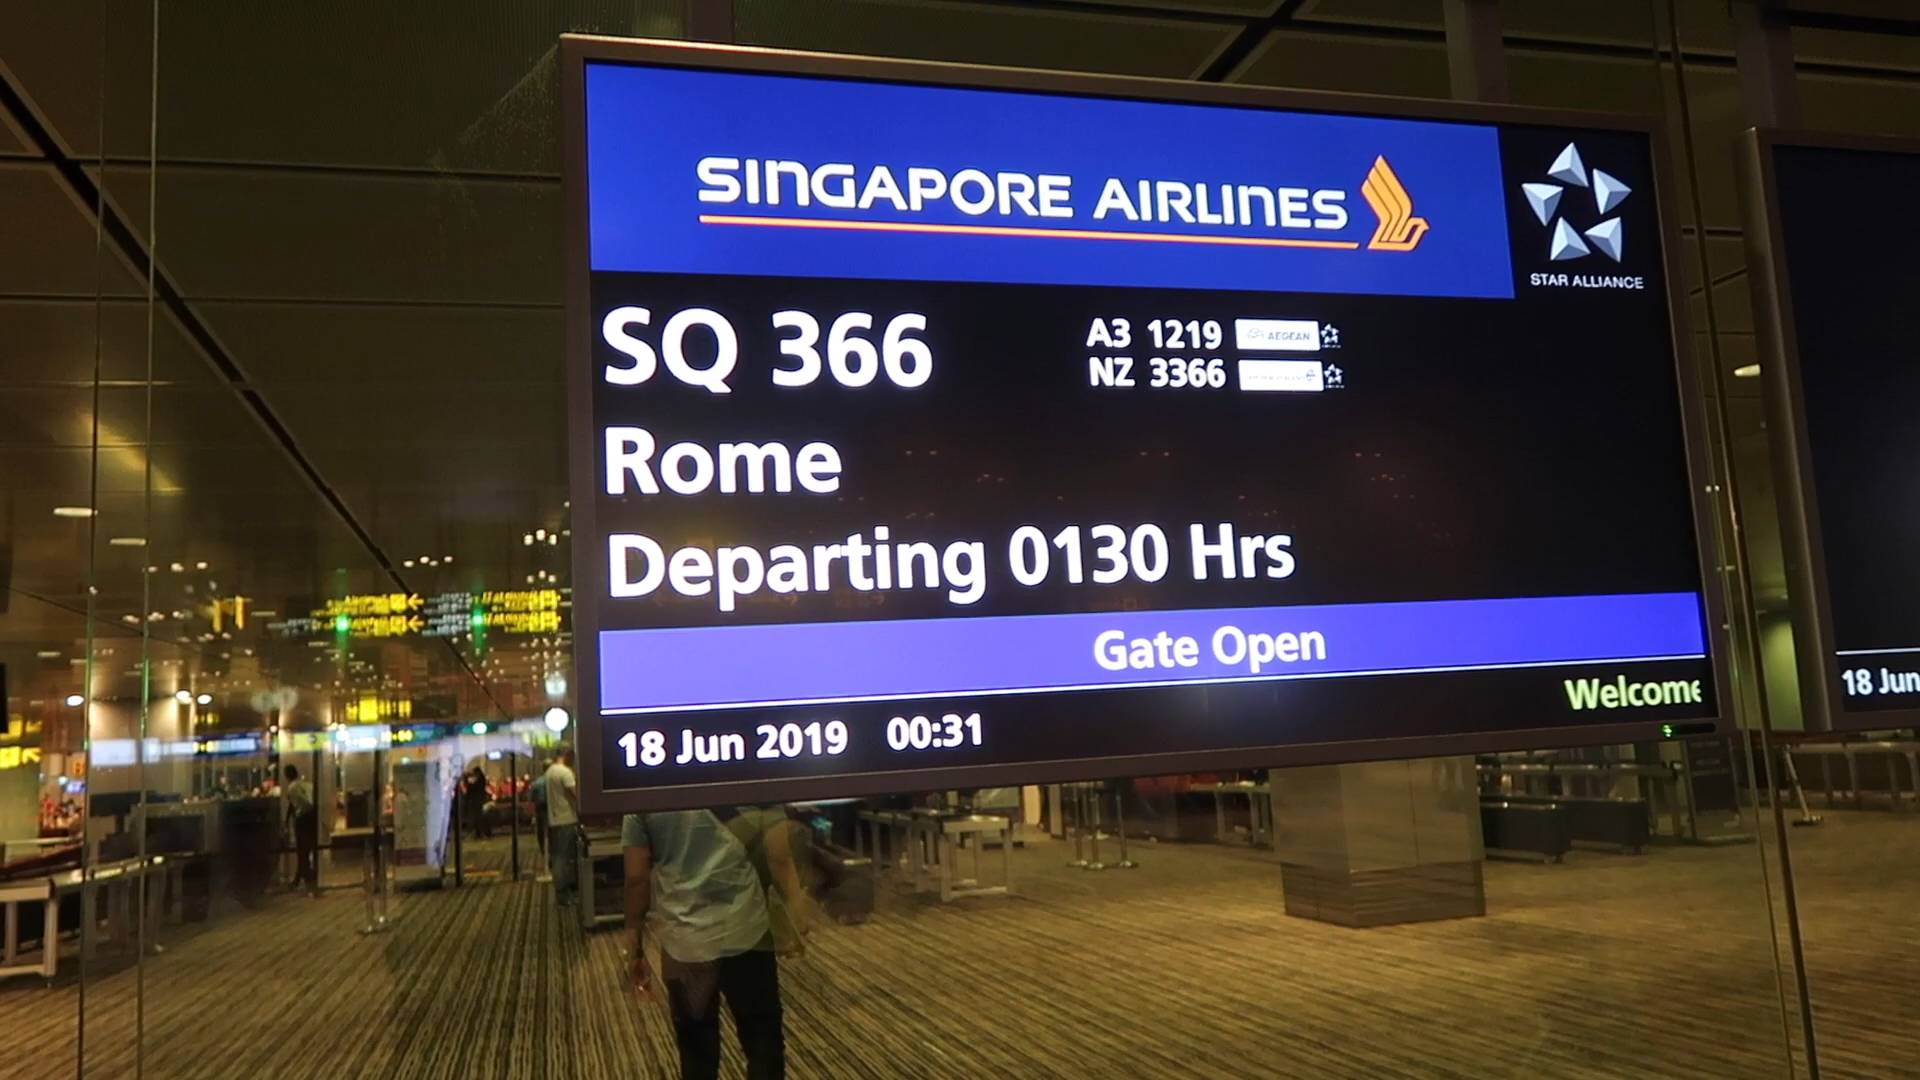 SINGAPORE AIRLINES
STAR ALLIANCE
SQ 366
A3 1219 AEGEAN
NZ 3366
Rome
Departing 0130 Hrs
Gate Open
Welcome
18 Jun 2019 00:31
18 Jun